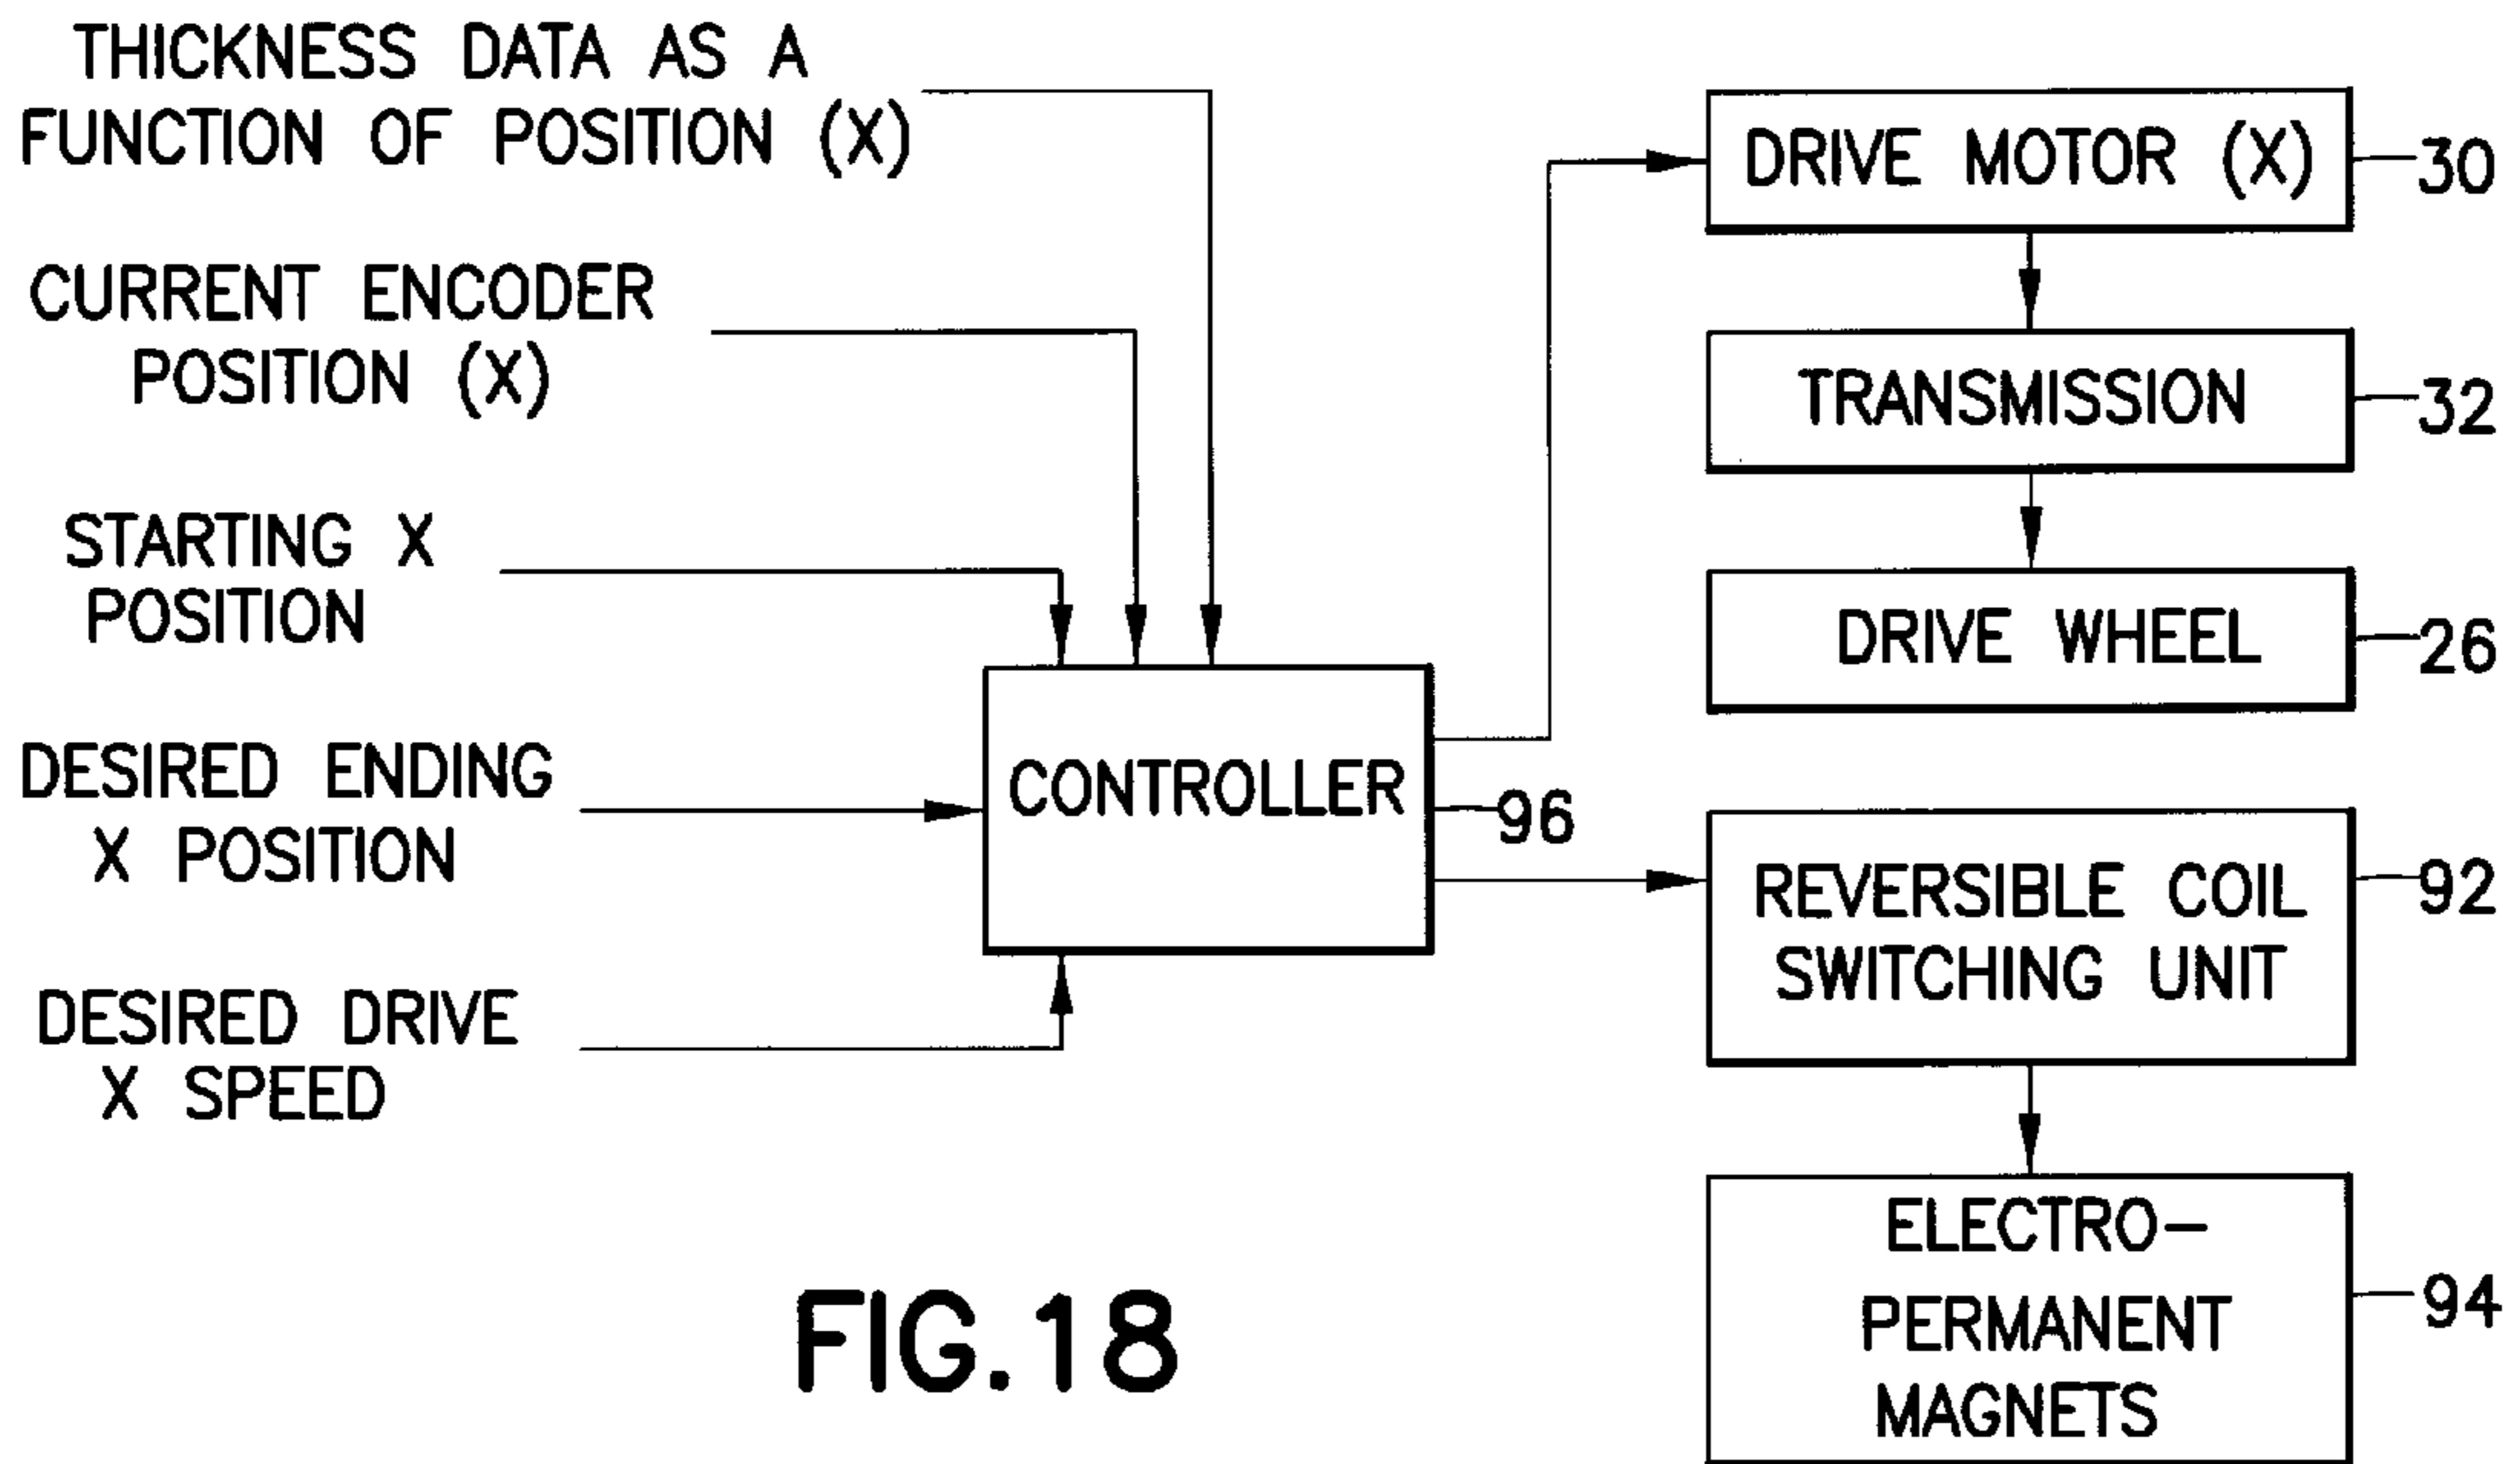 THICKNESS DATA AS A
FUNCTION OF POSITION (X)
CURRENT ENCODER
POSITION (X)
STARTING X
POSITION
DESIRED ENDING
X POSITION
DESIRED DRIVE
X SPEED
CONTROLLER
96
DRIVE MOTOR (X)
30
TRANSMISSION
32
DRIVE WHEEL
26
REVERSIBLE COIL
SWITCHING UNIT
92
ELECTRO-
PERMANENT
MAGNETS
94
FIG.18